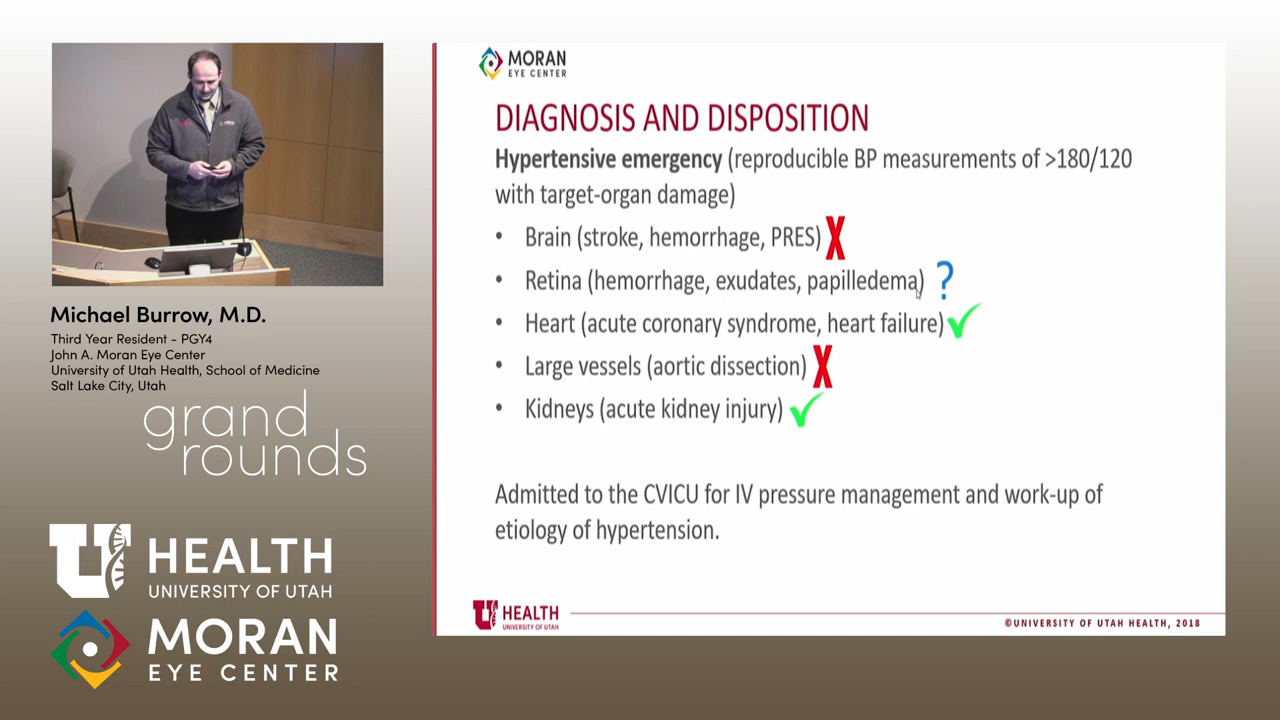 Michael Burrow, M.D.
Third Year Resident - PGY4
John A. Moran Eye Center
University of Utah Health, School of Medicine
Salt Lake City, Utah
grand
rounds
U HEALTH
UNIVERSITY OF UTAH
MORAN
EYE CENTER
MORAN
EYE CENTER
DIAGNOSIS AND DISPOSITION
Hypertensive emergency (reproducible BP measurements of >180/120
with target-organ damage)
• Brain (stroke, hemorrhage, PRES) X
• Retina (hemorrhage, exudates, papilledema) ?
• Heart (acute coronary syndrome, heart failure) ✓
• Large vessels (aortic dissection) X
• Kidneys (acute kidney injury) ✓
Admitted to the CVICU for IV pressure management and work-up of
etiology of hypertension.
U HEALTH
UNIVERSITY OF UTAH
©UNIVERSITY OF UTAH HEALTH, 2018